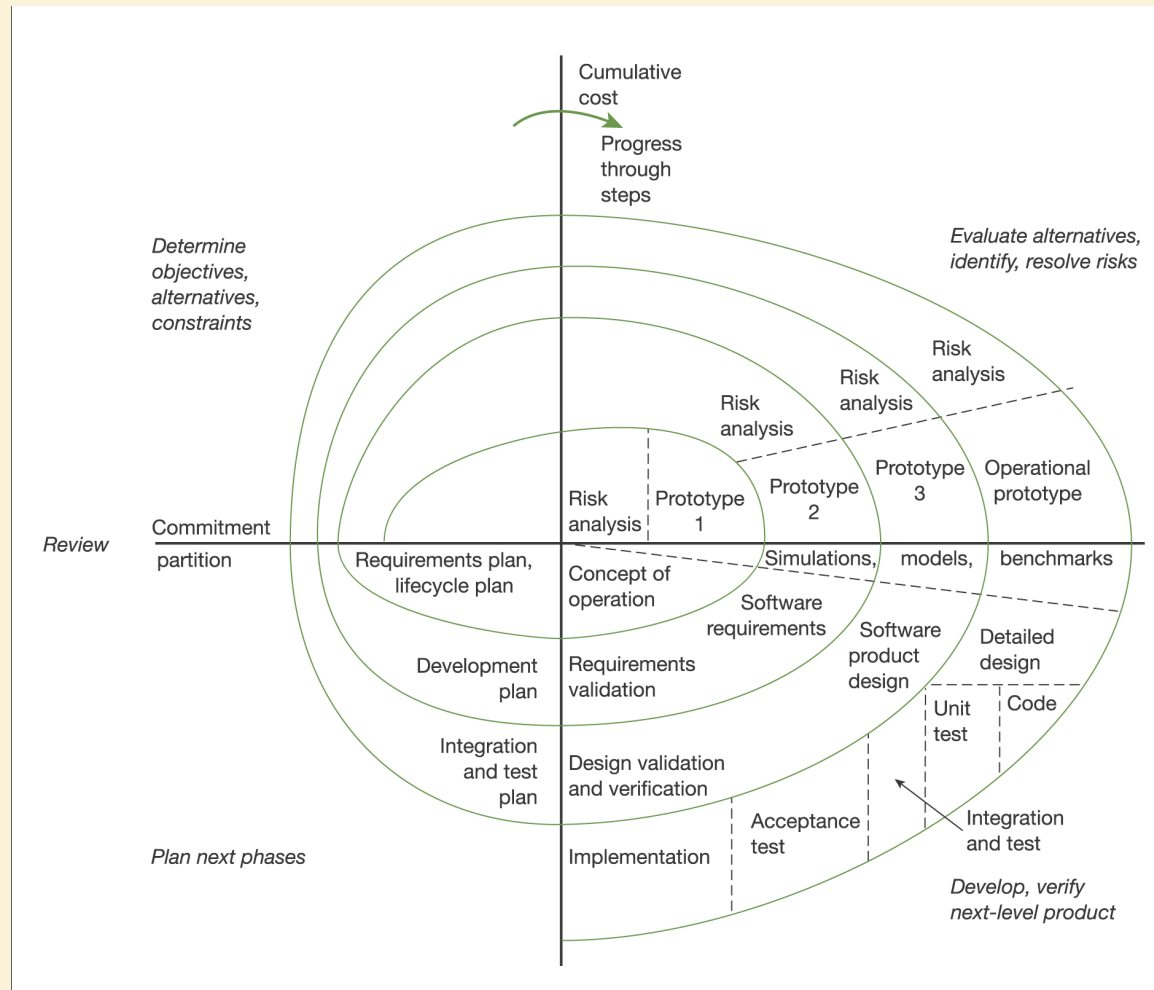 Cumulative
cost
Progress
through
steps
Determine
objectives,
alternatives,
constraints
Evaluate alternatives,
identify, resolve risks
Risk
analysis
Risk
analysis
Risk
analysis
Risk
analysis
Prototype
1
Prototype
2
Prototype
3
Operational
prototype
Review
Commitment
partition
Requirements plan,
lifecycle plan
Concept of
operation
Simulations,
models,
benchmarks
Software
requirements
Software
product
design
Detailed
design
Development
plan
Requirements
validation
Unit
test
Code
Integration
and test
plan
Design validation
and verification
Acceptance
test
Integration
and test
Implementation
Plan next phases
Develop, verify
next-level product